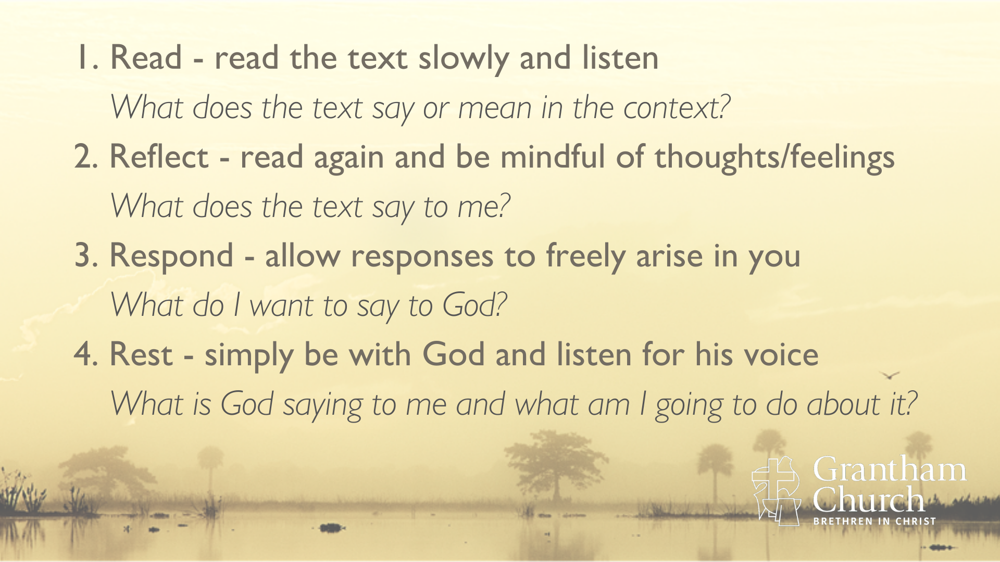 1. Read - read the text slowly and listen
What does the text say or mean in the context?
2. Reflect - read again and be mindful of thoughts/feelings
What does the text say to me?
3. Respond - allow responses to freely arise in you
What do I want to say to God?
4. Rest - simply be with God and listen for his voice
What is God saying to me and what am I going to do about it?
Grantham
Church
BRETHREN IN CHRIST